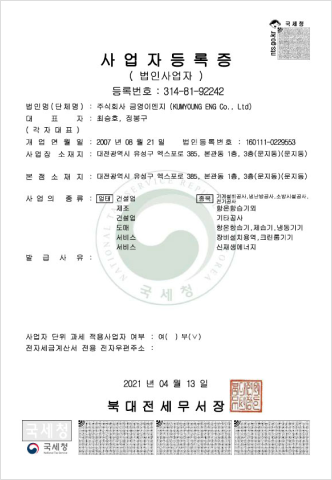 국세청
nts.go.kr
사업자등록증
( 법인사업자 )
등록번호 : 314-81-92242
법인명(단체명) : 주식회사 금영이엔지 (KUMYOUNG ENG Co., Ltd)
대 표 자 : 최승호, 정봉구
(각자대표)
개 업 연 월 일 : 2007 년 08 월 21 일 법인등록번호 : 160111-0229553
사업장 소재지 : 대전광역시 유성구 엑스포로 385, 본관동 1층, 3층(문지동)(문지동)
본 점 소 재 지 : 대전광역시 유성구 엑스포로 385, 본관동 1층, 3층(문지동)(문지동)
사업의 종류 : 업태 건설업 종목 기계설비공사,냉난방공사,소방시설공사,전기공사
제조 항온항습기외
건설업 기타공사
도매 항온항습기,제습기,냉동기기
서비스 장비설치용역,크린룸기기
서비스 신재생에너지
발 급 사 유 :
NATIONAL TAX SERVICE REPUBLIC OF KOREA
국세청
사업자 단위 과세 적용사업자 여부 : 여( ) 부(∨)
전자세금계산서 전용 전자우편주소 :
2021 년 04 월 13 일
북대전세무서장
국세청
국세청